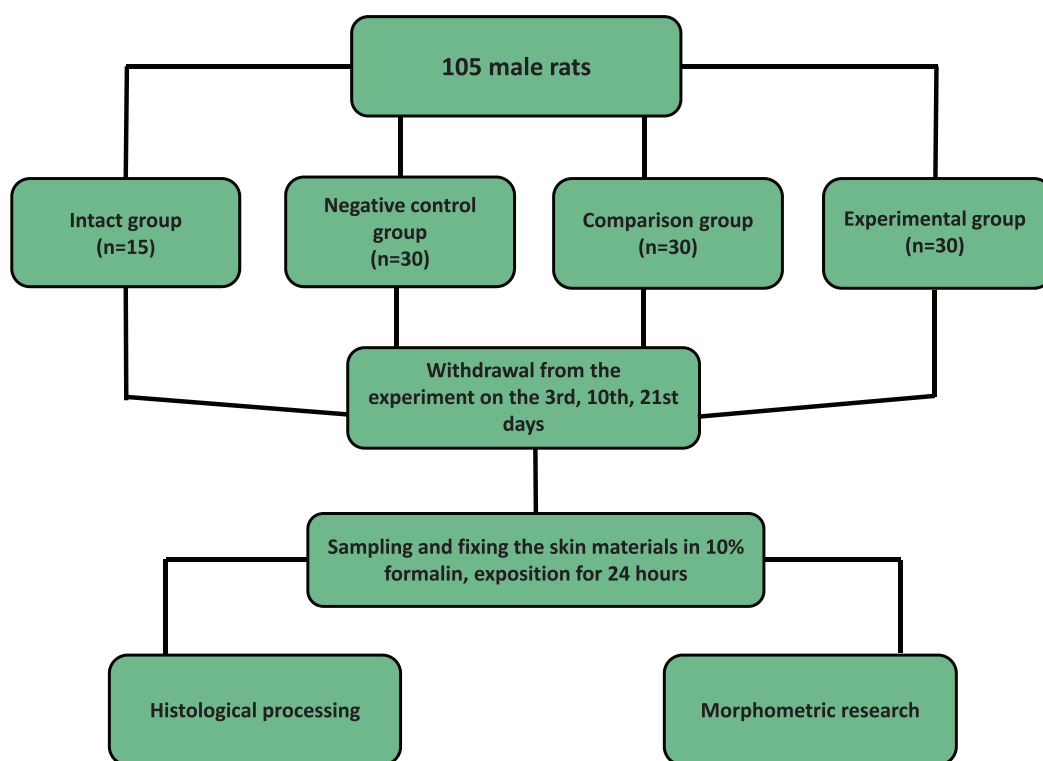 105 male rats
Intact group
(n=15)
Negative control
group
(n=30)
Comparison group
(n=30)
Experimental group
(n=30)
Withdrawal from the
experiment on the 3rd, 10th, 21st
days
Sampling and fixing the skin materials in 10%
formalin, exposition for 24 hours
Histological processing
Morphometric research